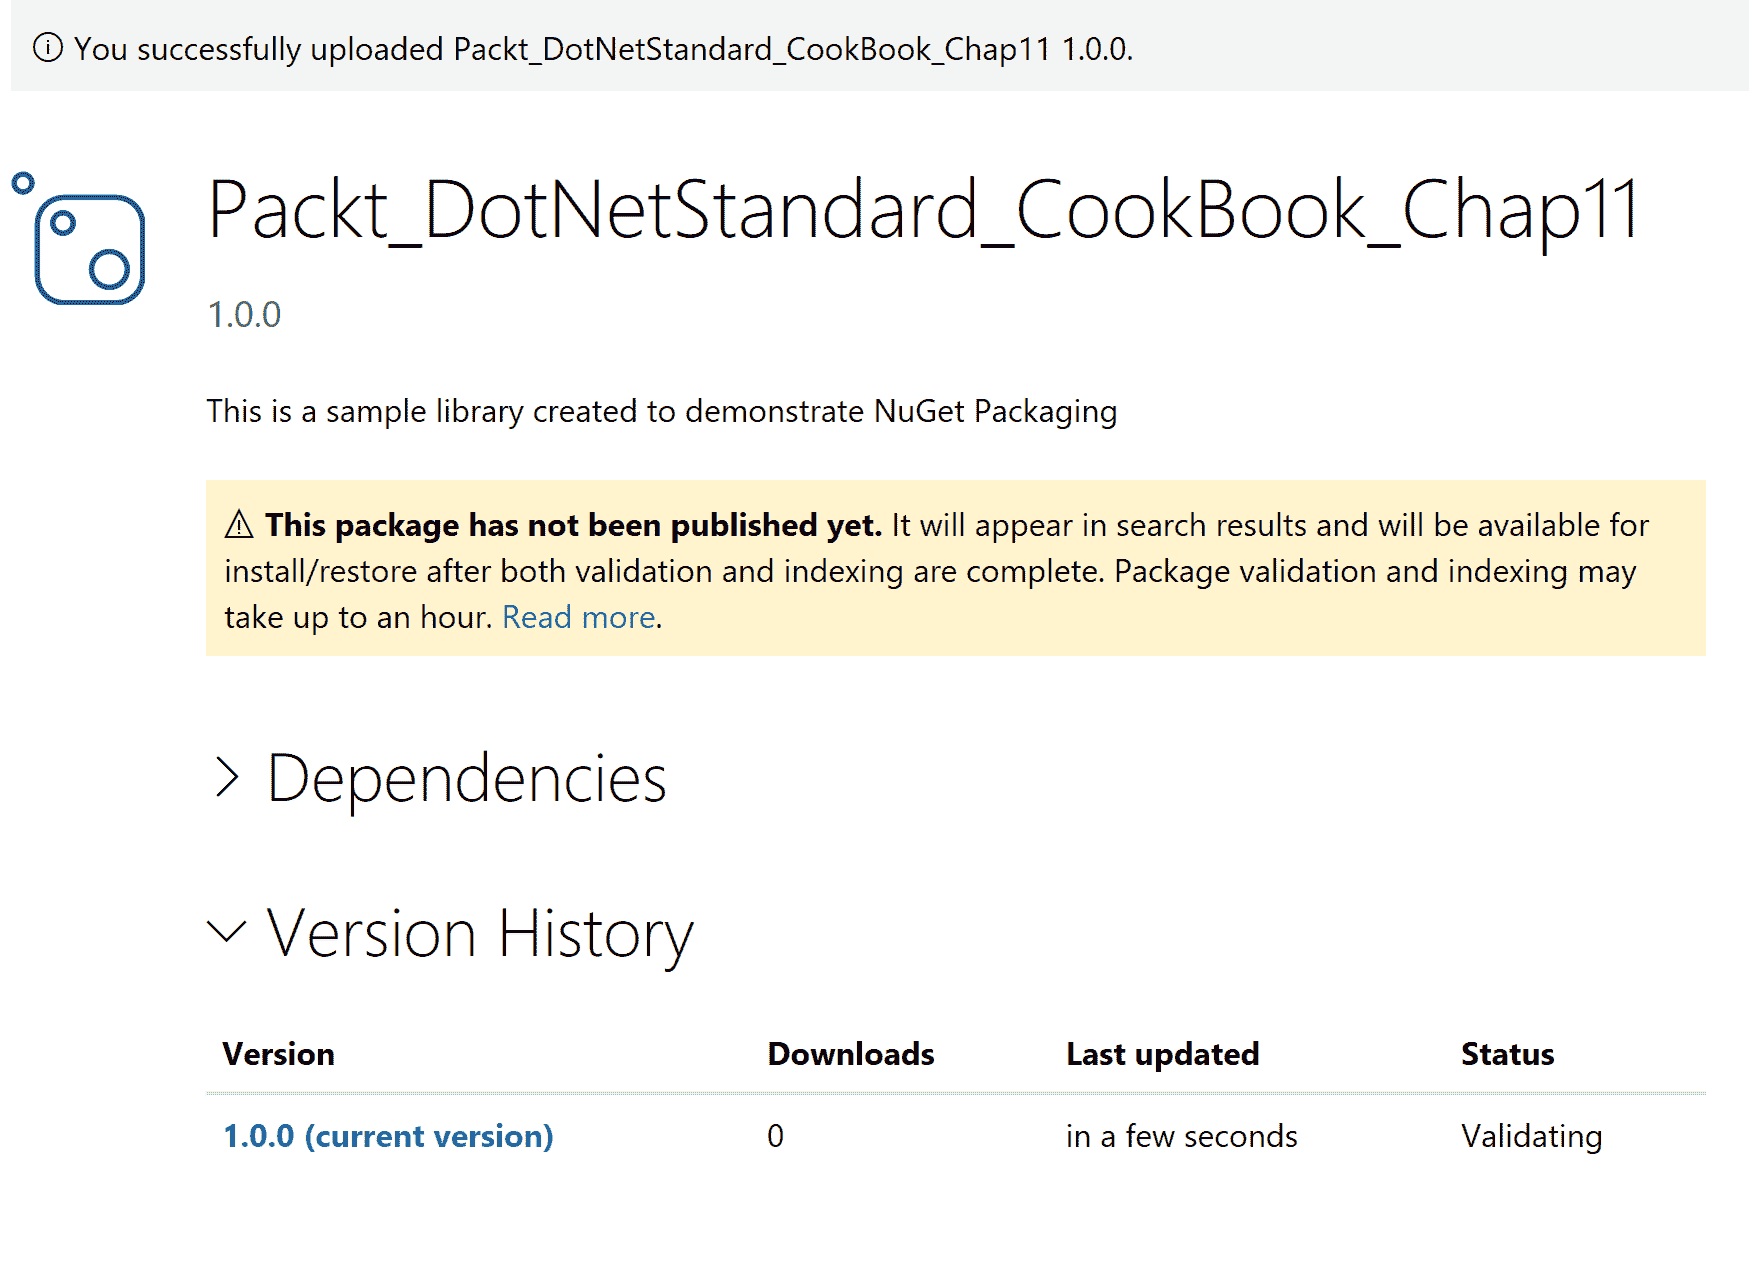 You successfully uploaded Packt_DotNetStandard_CookBook_Chap11 1.0.0.
Packt_DotNetStandard_CookBook_Chap11
1.0.0
This is a sample library created to demonstrate NuGet Packaging
This package has not been published yet. It will appear in search results and will be available for
install/restore after both validation and indexing are complete. Package validation and indexing may
take up to an hour. Read more.
Dependencies
Version History
Version Downloads Last updated Status
1.0.0 (current version) 0 in a few seconds Validating